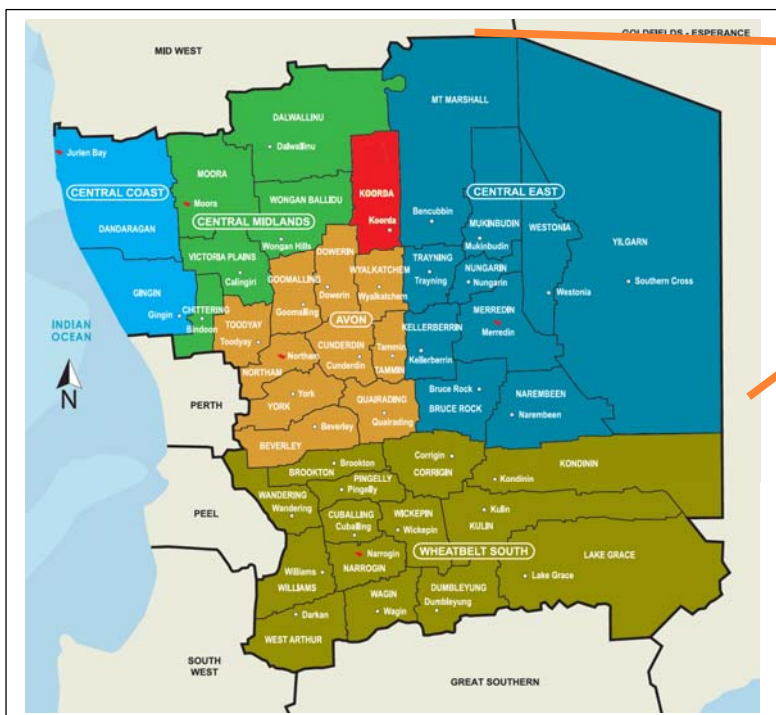 GOLDFIELDS - ESPERANCE
MID WEST
MT MARSHALL
DALWALLINU
Dalwallinu
Jurien Bay
MOORA
KOORDA
CENTRAL COAST
Moora
WONGAN BALLIDU
CENTRAL EAST
CENTRAL MIDLANDS
Bencubbin
MUKINBUDIN
WESTONIA
DANDARAGAN
Koorda
Mukinbudin
YILGARN
Wongan Hills
DOWERIN
VICTORIA PLAINS
TRAYNING
NUNGARIN
Calingiri
GOOMALLING
WYALKATCHEM
Trayning
Nungarin
Southern Cross
GINGIN
Dowerin
Wyalkatchem
Westonia
CHITTERING
Goomalling
MERREDIN
Gingin
TOODYAY
AVON
INDIAN
OCEAN
Bindoon
KELLERBERRIN
Merredin
Toodyay
CUNDERDIN
Tammin
Northam
Cunderdin
Kellerberrin
NORTHAM
TAMMIN
N
York
Bruce Rock
NAREMBEEN
PERTH
YORK
QUAIRADING
BRUCE ROCK
Narembeen
Beverley
Quairading
BEVERLEY
Corrigin
KONDININ
Brookton
BROOKTON
CORRIGIN
PINGELLY
Pingelly
Kondinin
WANDERING
Wandering
CUBALLING
WICKEPIN
Kulin
PEEL
Cuballing
Wickepin
KULIN
Narrogin
WHEATBELT SOUTH
LAKE GRACE
Williams
NARROGIN
Lake Grace
WILLIAMS
WAGIN
DUMBLEYUNG
Darkan
Wagin
Dumbleyung
WEST ARTHUR
SOUTH
WEST
GREAT SOUTHERN